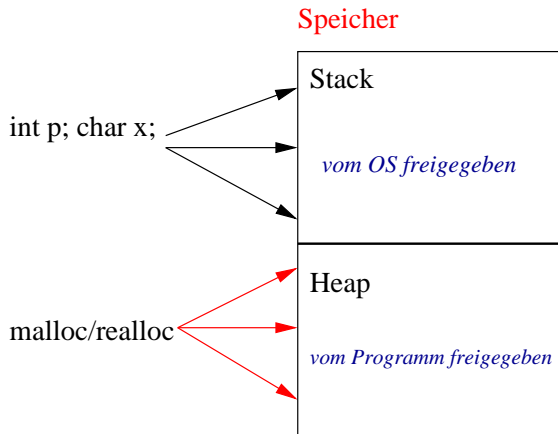 Speicher
Stack
int p; char x;
vom OS freigegeben
Heap
malloc/realloc
vom Programm freigegeben